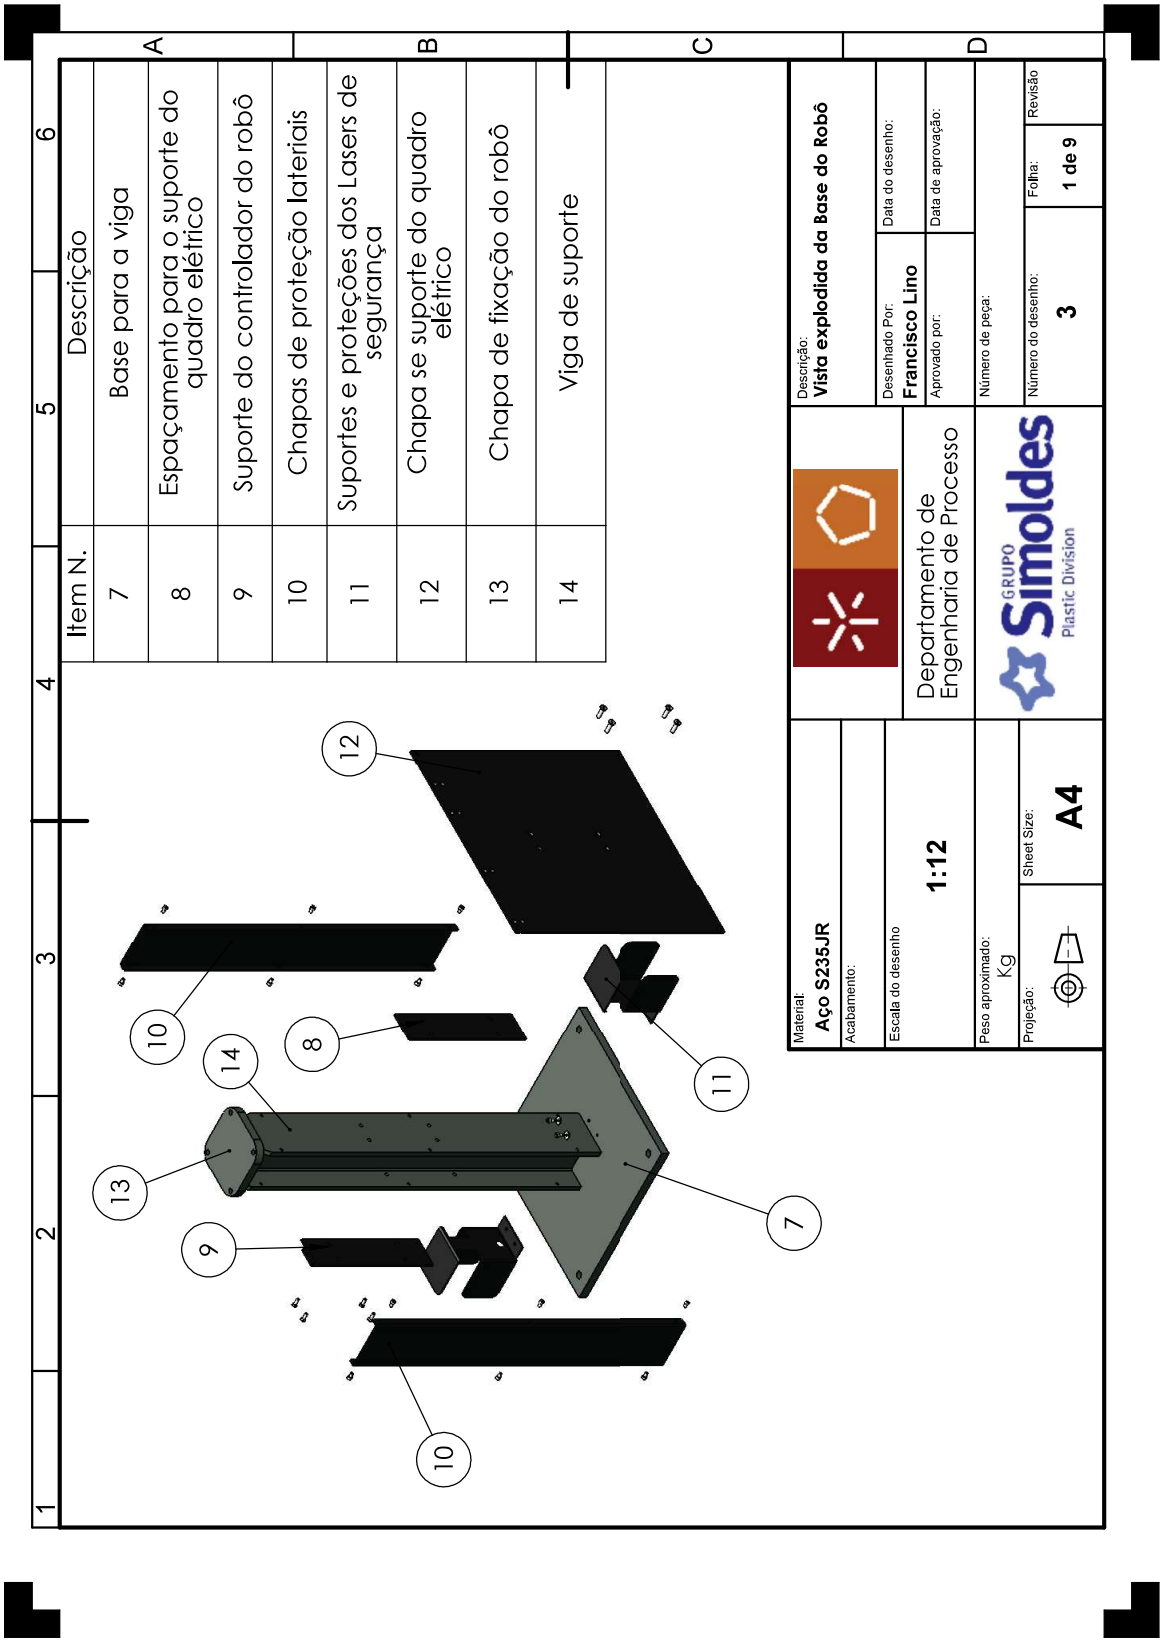 1
2
3
4
5
6
A
B
C
D
Item N.
Descrição
7
Base para a viga
8
Espaçamento para o suporte do
quadro elétrico
9
Suporte do controlador do robô
10
Chapas de proteção lateriais
11
Suportes e proteções dos Lasers de
segurança
12
Chapa se suporte do quadro
elétrico
13
Chapa de fixação do robô
14
Viga de suporte
10
9
13
14
10
8
12
11
7
Material:
Aço S235JR
Acabamento:
Escala do desenho
1:12
Peso aproximado:
Kg
Projeção:
Sheet Size:
A4
Departamento de
Engenharia de Processo
GRUPO
Simoldes
Plastic Division
Descrição:
Vista explodida da Base do Robô
Desenhado Por:
Francisco Lino
Data do desenho:
Aprovado por:
Data de aprovação:
Número de peça:
Número do desenho:
3
Folha:
1 de 9
Revisão